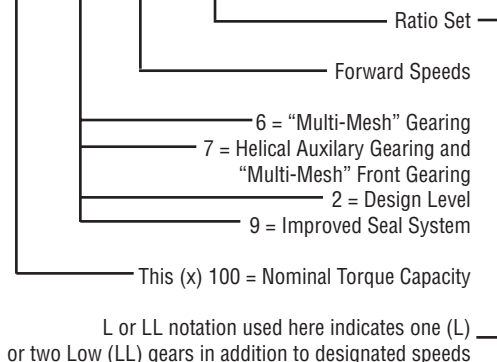 Ratio Set
Forward Speeds
6 = “Multi-Mesh” Gearing
7 = Helical Auxilary Gearing and
“Multi-Mesh” Front Gearing
2 = Design Level
9 = Improved Seal System
This (x) 100 = Nominal Torque Capacity
L or LL notation used here indicates one (L)
or two Low (LL) gears in addition to designated speeds